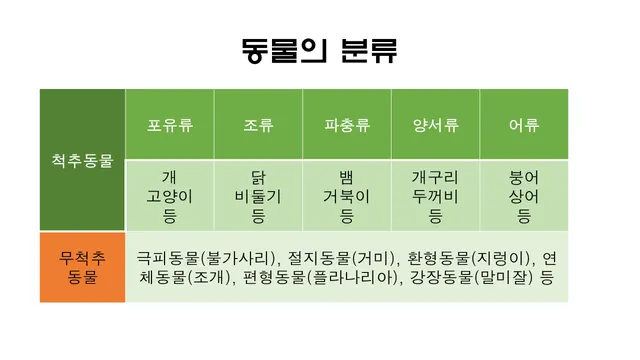 동물의 분류
척추동물
포유류
조류
파충류
양서류
어류
개
고양이
등
닭
비둘기
등
뱀
거북이
등
개구리
두꺼비
등
붕어
상어
등
무척추
동물
극피동물(불가사리), 절지동물(거미), 환형동물(지렁이), 연
체동물(조개), 편형동물(플라나리아), 강장동물(말미잘) 등